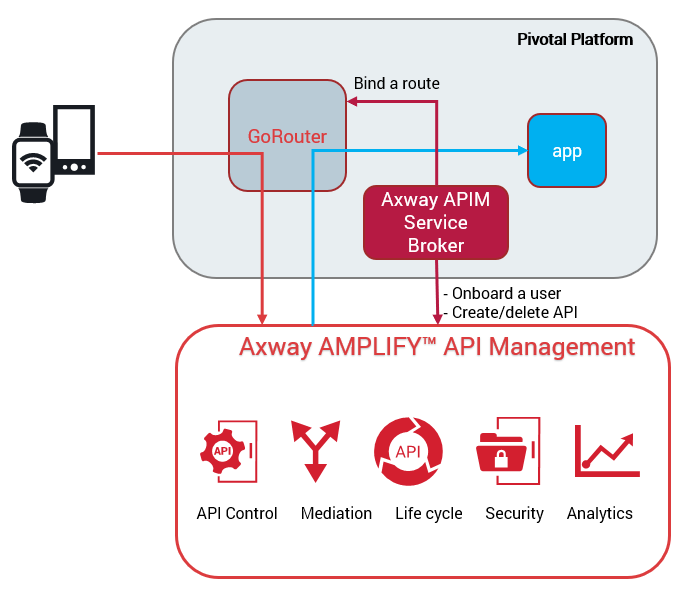 Pivotal Platform
Bind a route
GoRouter
app
Axway APIM
Service
Broker
- Onboard a user
- Create/delete API
Axway AMPLIFY™ API Management
API
API
API Control
Mediation
Life cycle
Security
Analytics